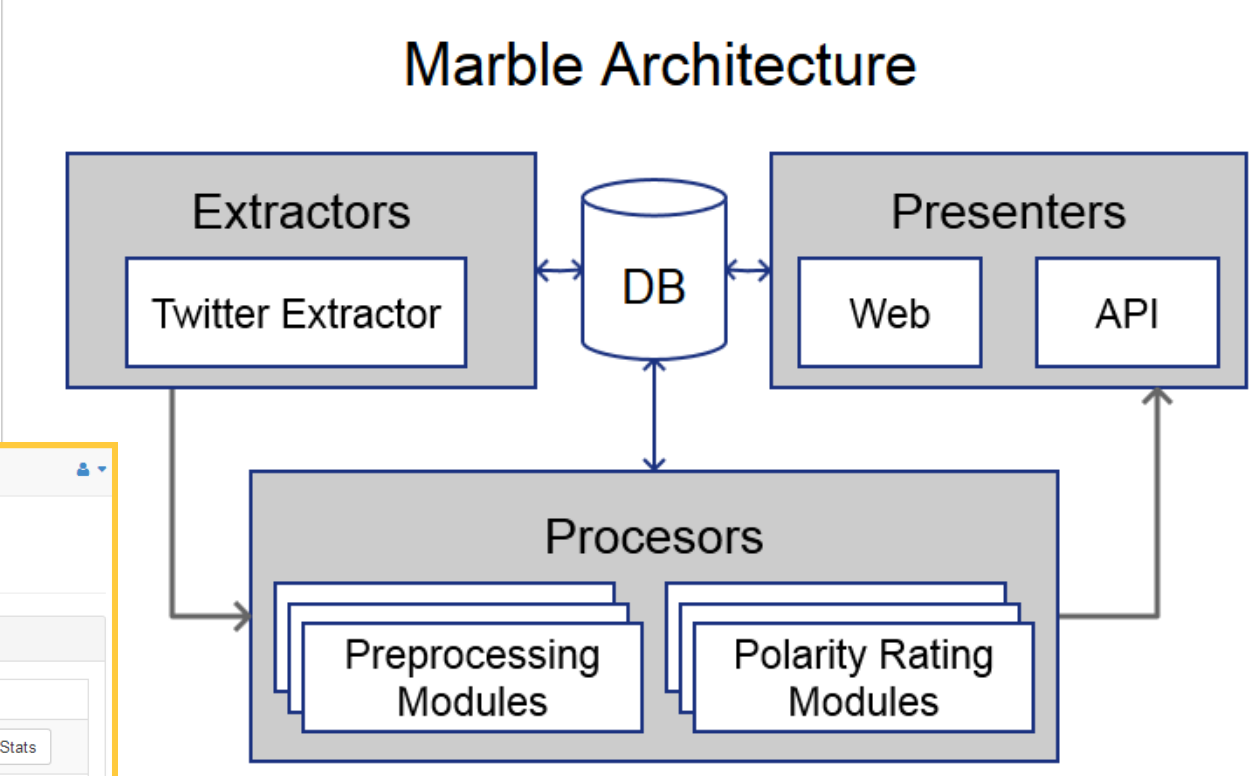 Marble Architecture
Extractors
Twitter Extractor
DB
Presenters
Web
API
Procesors
Preprocessing
Modules
Polarity Rating
Modules
Stats